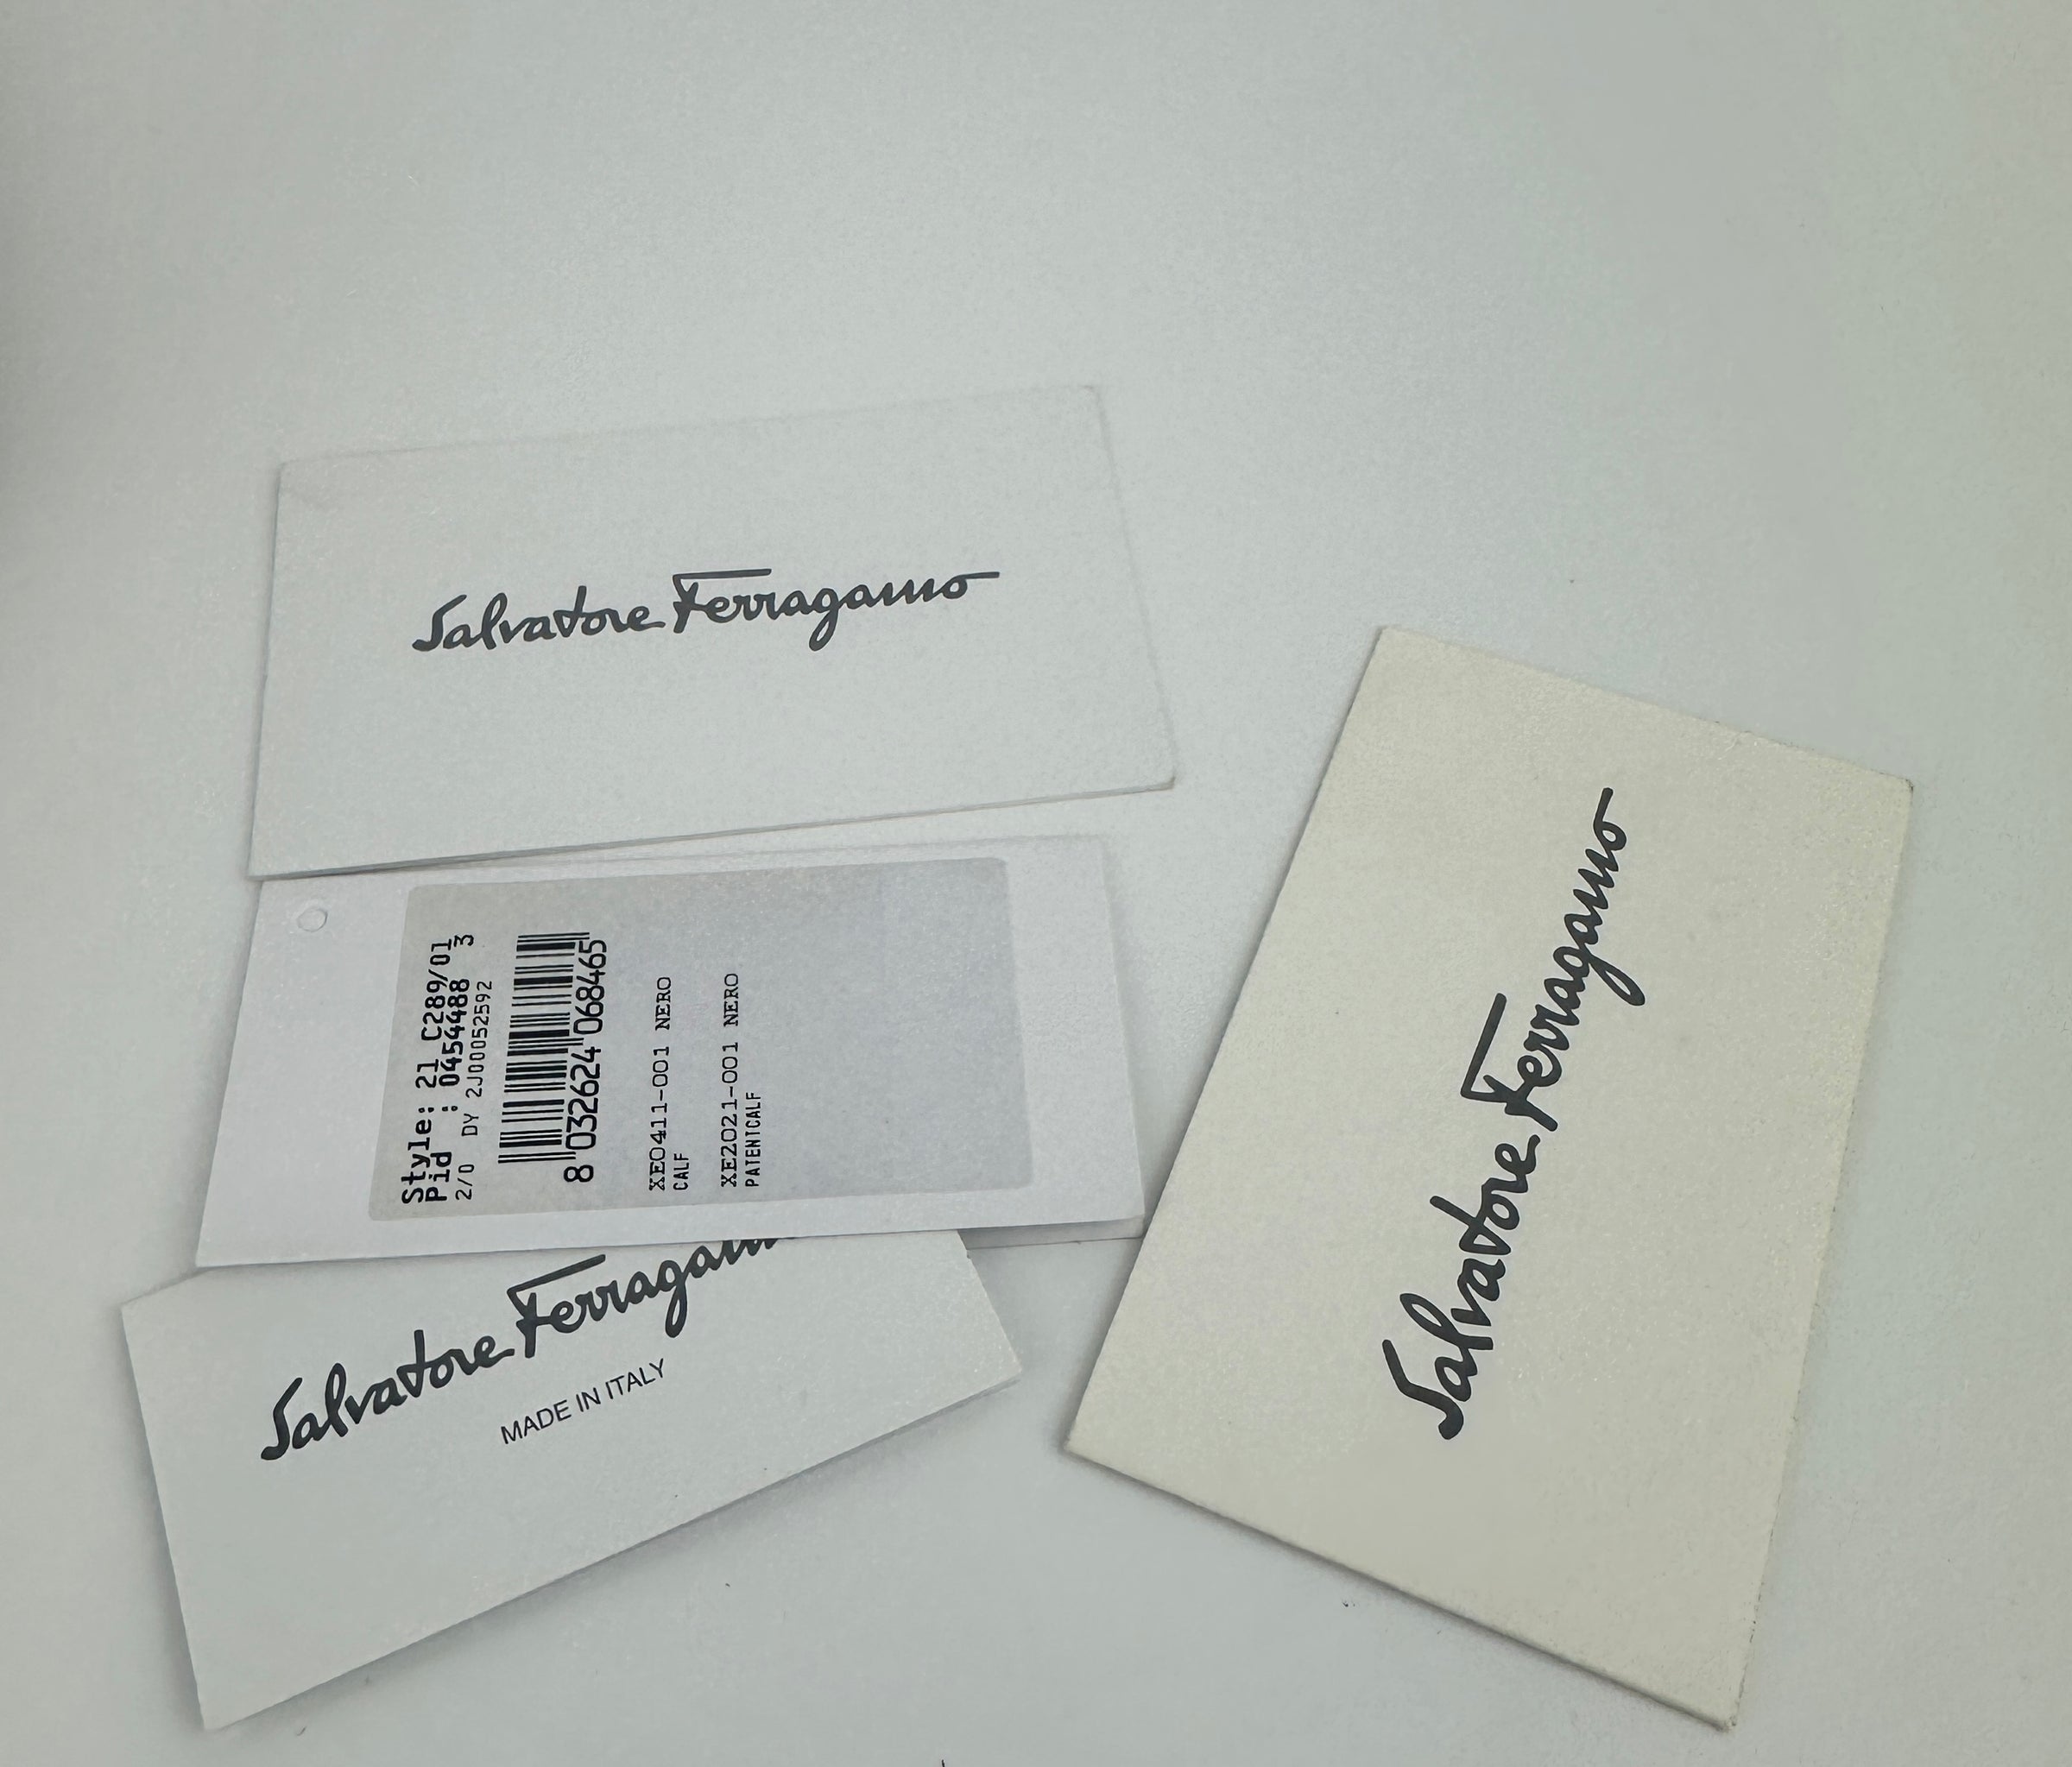 Salvatore Ferragamo
Style: 21 C289/01
Pid : 0454488 3
2/0 DY 2J00052592
8 032624 068465
XE0411-001 NERO
CALF
XE2021-001 NERO
PATENTCALF
Salvatore Ferragamo
MADE IN ITALY
Salvatore Ferragamo